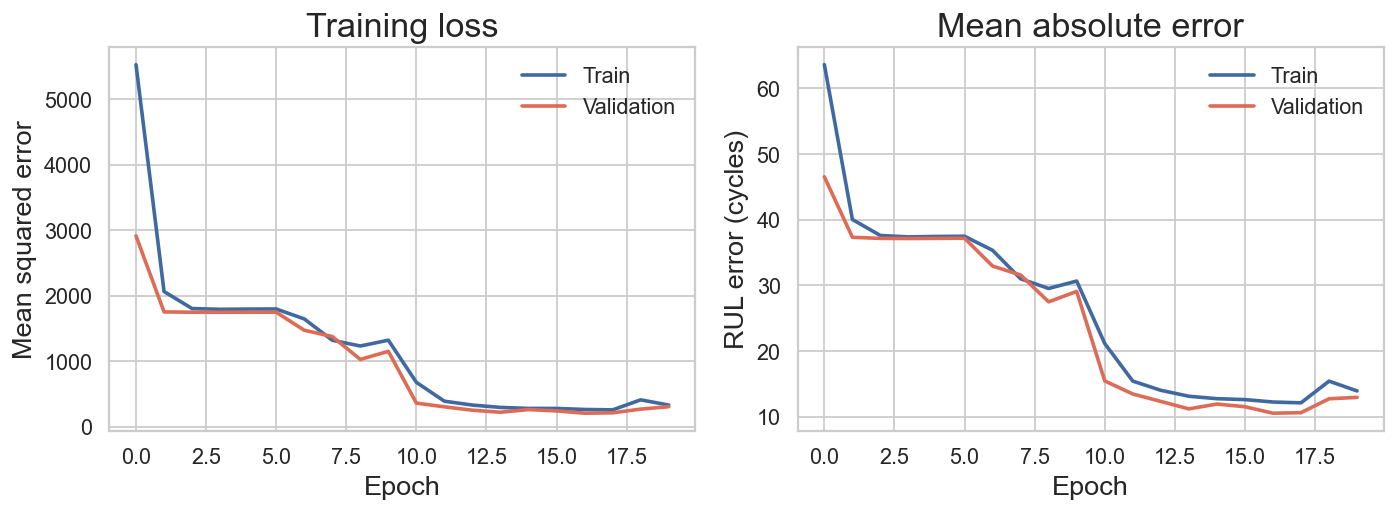 Training loss
Mean squared error
5000
4000
3000
2000
1000
0
0.0 2.5 5.0 7.5 10.0 12.5 15.0 17.5
Epoch
Train
Validation
Mean absolute error
RUL error (cycles)
60
50
40
30
20
10
0.0 2.5 5.0 7.5 10.0 12.5 15.0 17.5
Epoch
Train
Validation